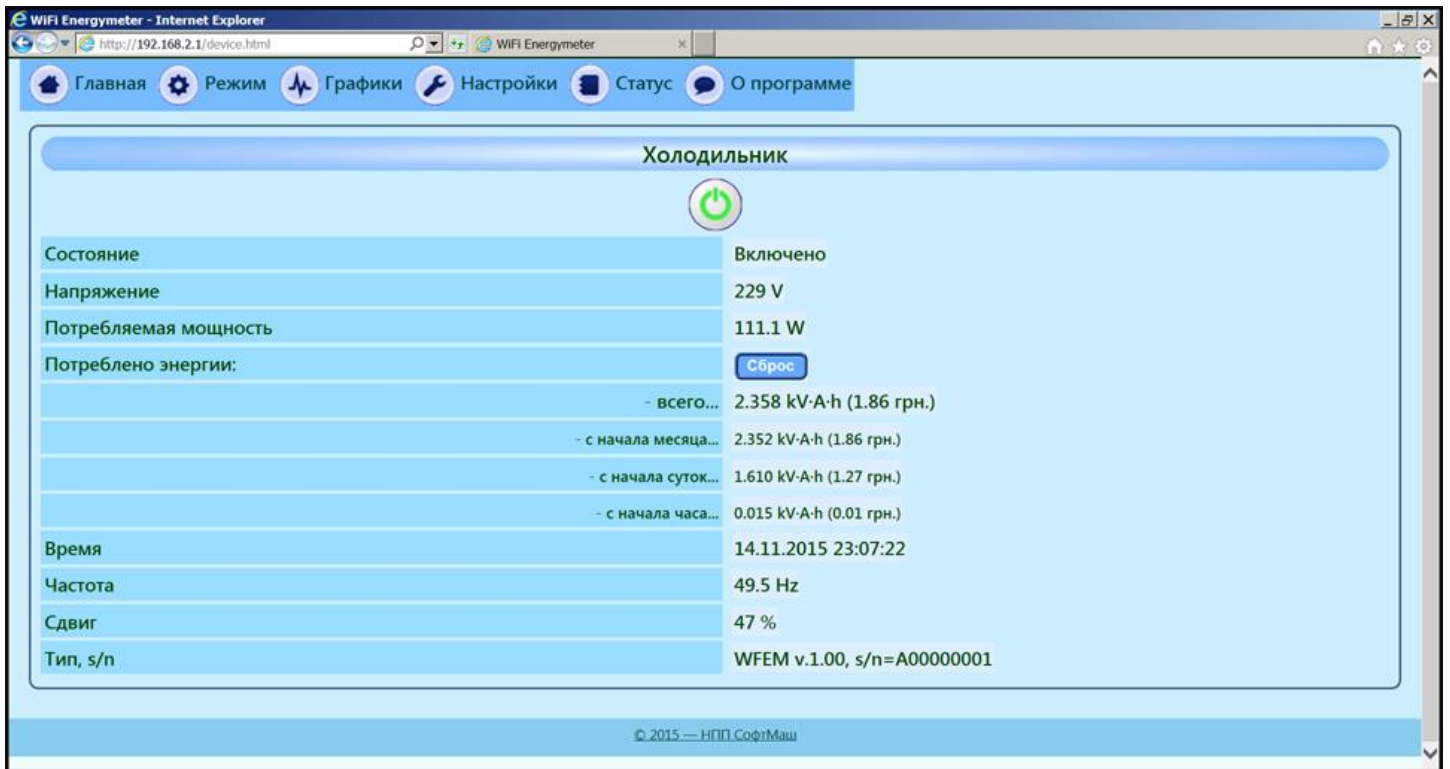 WiFi Energymeter - Internet Explorer
http://192.168.2.1/device.html WiFi Energymeter
Главная Режим Графики Настройки Статус О программе
Холодильник
Состояние Включено
Напряжение 229 V
Потребляемая мощность 111.1 W
Потреблено энергии: Сброс
- всего... 2.358 kV·A·h (1.86 грн.)
- с начала месяца... 2.352 kV·A·h (1.86 грн.)
- с начала суток... 1.610 kV·A·h (1.27 грн.)
- с начала часа... 0.015 kV·A·h (0.01 грн.)
Время 14.11.2015 23:07:22
Частота 49.5 Hz
Сдвиг 47 %
Тип, s/n WFEM v.1.00, s/n=A00000001
© 2015 — НПП СофтМаш